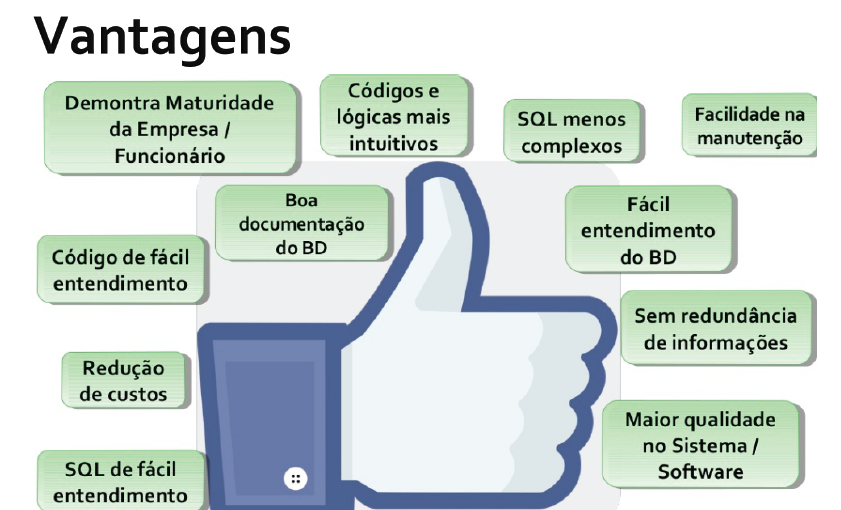 Vantagens
Demontra Maturidade
da Empresa /
Funcionário
Códigos e
lógicas mais
intuitivos
SQL menos
complexos
Facilidade na
manutenção
Boa
documentação
do BD
Fácil
entendimento
do BD
Código de fácil
entendimento
Sem redundância
de informações
Redução
de custos
Maior qualidade
no Sistema /
Software
SQL de fácil
entendimento